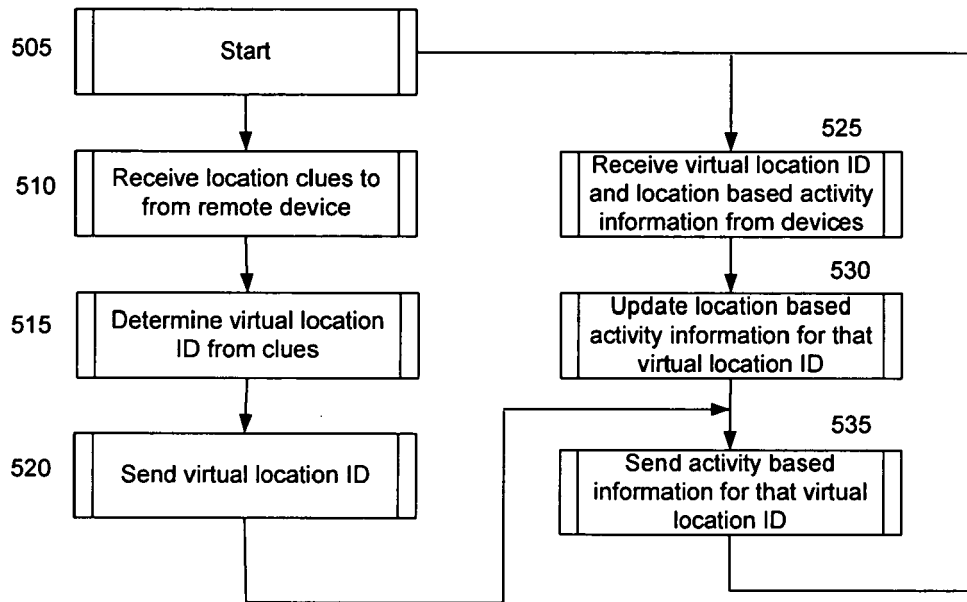 505
Start
510
Receive location clues to
from remote device
515
Determine virtual location
ID from clues
520
Send virtual location ID
525
Receive virtual location ID
and location based activity
information from devices
530
Update location based
activity information for that
virtual location ID
535
Send activity based
information for that virtual
location ID